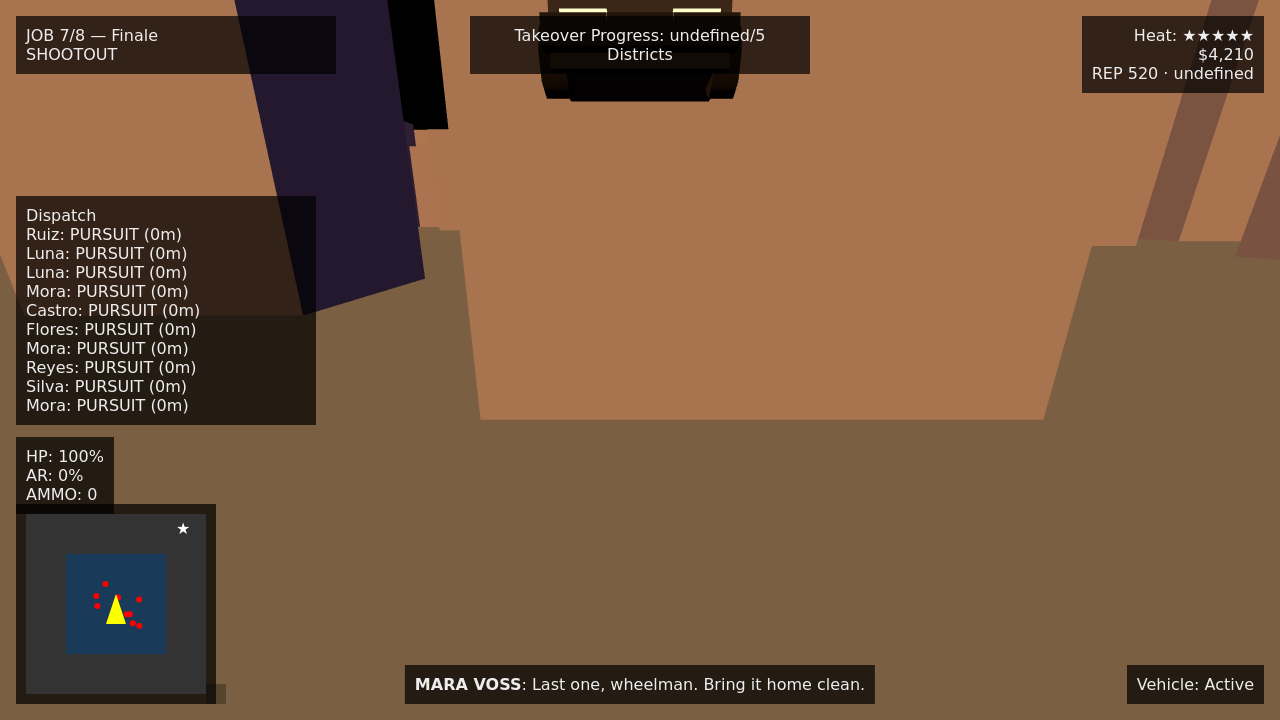 JOB 7/8 — Finale
SHOOTOUT
Takeover Progress: undefined/5
Districts
Heat: ★★★★★
$4,210
REP 520 · undefined
Dispatch
Ruiz: PURSUIT (0m)
Luna: PURSUIT (0m)
Luna: PURSUIT (0m)
Mora: PURSUIT (0m)
Castro: PURSUIT (0m)
Flores: PURSUIT (0m)
Mora: PURSUIT (0m)
Reyes: PURSUIT (0m)
Silva: PURSUIT (0m)
Mora: PURSUIT (0m)
HP: 100%
AR: 0%
AMMO: 0
★
MARA VOSS: Last one, wheelman. Bring it home clean.
Vehicle: Active